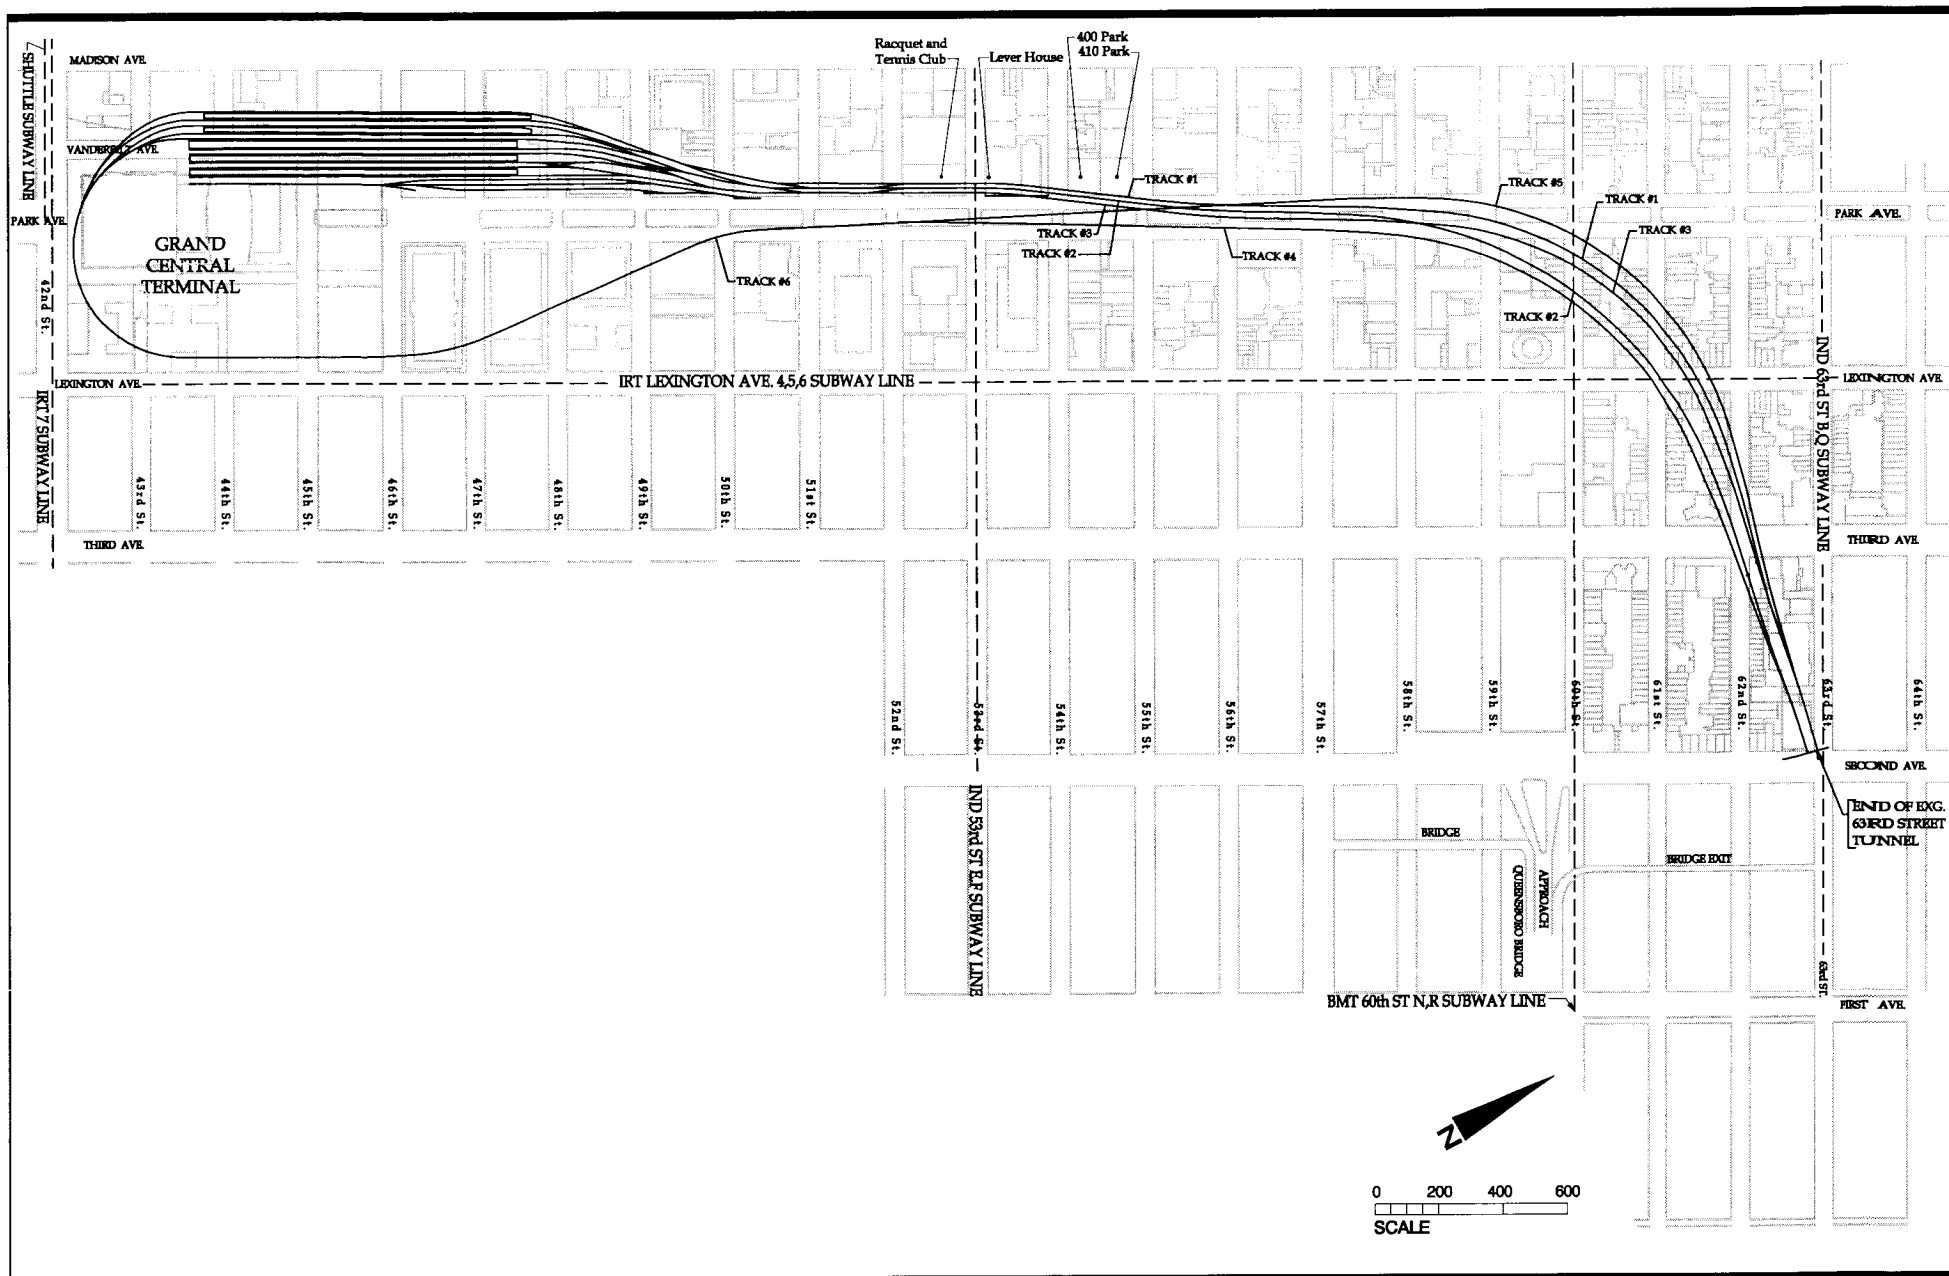 Racquet and
Tennis Club
Lever House
400 Park
410 Park
MADISON AVE.
SHUTTLE SUBWAY LINE
VANDERBILT AVE.
PARK AVE.
GRAND
CENTRAL
TERMINAL
42nd St.
TRACK #1
TRACK #3
TRACK #2
TRACK #6
TRACK #4
TRACK #5
TRACK #1
TRACK #3
TRACK #2
PARK AVE.
LEXINGTON AVE.
IRT LEXINGTON AVE. 4,5,6 SUBWAY LINE
LEXINGTON AVE.
IRT 7 SUBWAY LINE
IND 63rd ST B,Q SUBWAY LINE
43rd St.
44th St.
45th St.
46th St.
47th St.
48th St.
49th St.
50th St.
51st St.
THIRD AVE.
THIRD AVE.
52nd St.
53rd St.
54th St.
55th St.
56th St.
57th St.
58th St.
59th St.
60th St.
61st St.
62nd St.
63rd St.
64th St.
SECOND AVE.
END OF EXG.
63RD STREET
TUNNEL
IND 53rd ST E,F SUBWAY LINE
BRIDGE
BRIDGE EXIT
QUEENSBORO BRIDGE
APPROACH
63rd ST.
BMT 60th ST N,R SUBWAY LINE
FIRST AVE.
N
0 200 400 600
SCALE